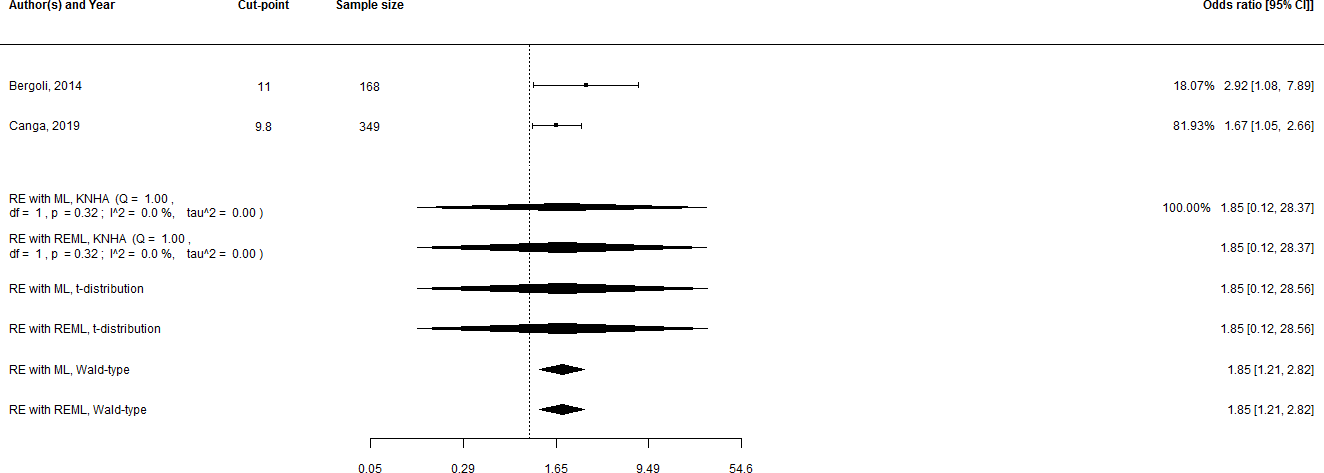 Author(s) and Year Cut-point Sample size Odds ratio [95% CI]]
Bergoli, 2014 11 168 18.07% 2.92 [1.08, 7.89]
Canga, 2019 9.8 349 81.93% 1.67 [1.05, 2.66]
RE with ML, KNHA (Q = 1.00 ,
df = 1 , p = 0.32 ; I^2 = 0.0 %, tau^2 = 0.00 ) 100.00% 1.85 [0.12, 28.37]
RE with REML, KNHA (Q = 1.00 ,
df = 1 , p = 0.32 ; I^2 = 0.0 %, tau^2 = 0.00 ) 1.85 [0.12, 28.37]
RE with ML, t-distribution 1.85 [0.12, 28.56]
RE with REML, t-distribution 1.85 [0.12, 28.56]
RE with ML, Wald-type 1.85 [1.21, 2.82]
RE with REML, Wald-type 1.85 [1.21, 2.82]
0.05 0.29 1.65 9.49 54.6